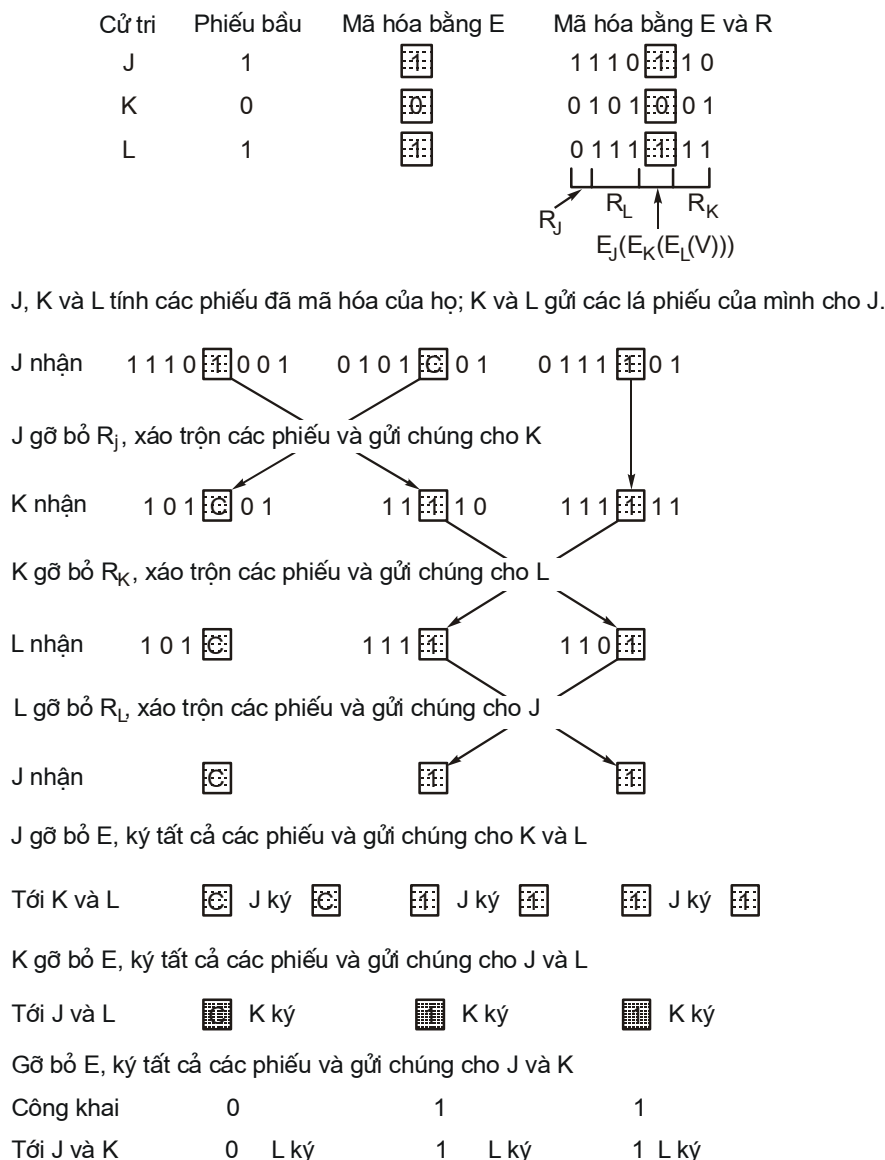 Cử tri Phiếu bầu Mã hóa bằng E Mã hóa bằng E và R
J 1 1 1 1 1 0 1 1 0
K 0 0 0 1 0 1 0 0 1
L 1 1 0 1 1 1 1 1 1
R_J R_L R_K
E_J(E_K(E_L(V)))
J, K và L tính các phiếu đã mã hóa của họ; K và L gửi các lá phiếu của mình cho J.
J nhận 1 1 1 0 1 0 0 1 0 1 0 1 C 0 1 0 1 1 1 1 0 1
J gỡ bỏ R_j, xáo trộn các phiếu và gửi chúng cho K
K nhận 1 0 1 C 0 1 1 1 1 1 0 1 1 1 1 1 1
K gỡ bỏ R_K, xáo trộn các phiếu và gửi chúng cho L
L nhận 1 0 1 C 1 1 1 1 1 1 0 1
L gỡ bỏ R_L, xáo trộn các phiếu và gửi chúng cho J
J nhận C 1 1
J gỡ bỏ E, ký tất cả các phiếu và gửi chúng cho K và L
Tới K và L C J ký C 1 J ký 1 1 J ký 1
K gỡ bỏ E, ký tất cả các phiếu và gửi chúng cho J và L
Tới J và L C K ký 1 K ký 1 K ký
Gỡ bỏ E, ký tất cả các phiếu và gửi chúng cho J và K
Công khai 0 1 1
Tới J và K 0 L ký 1 L ký 1 L ký